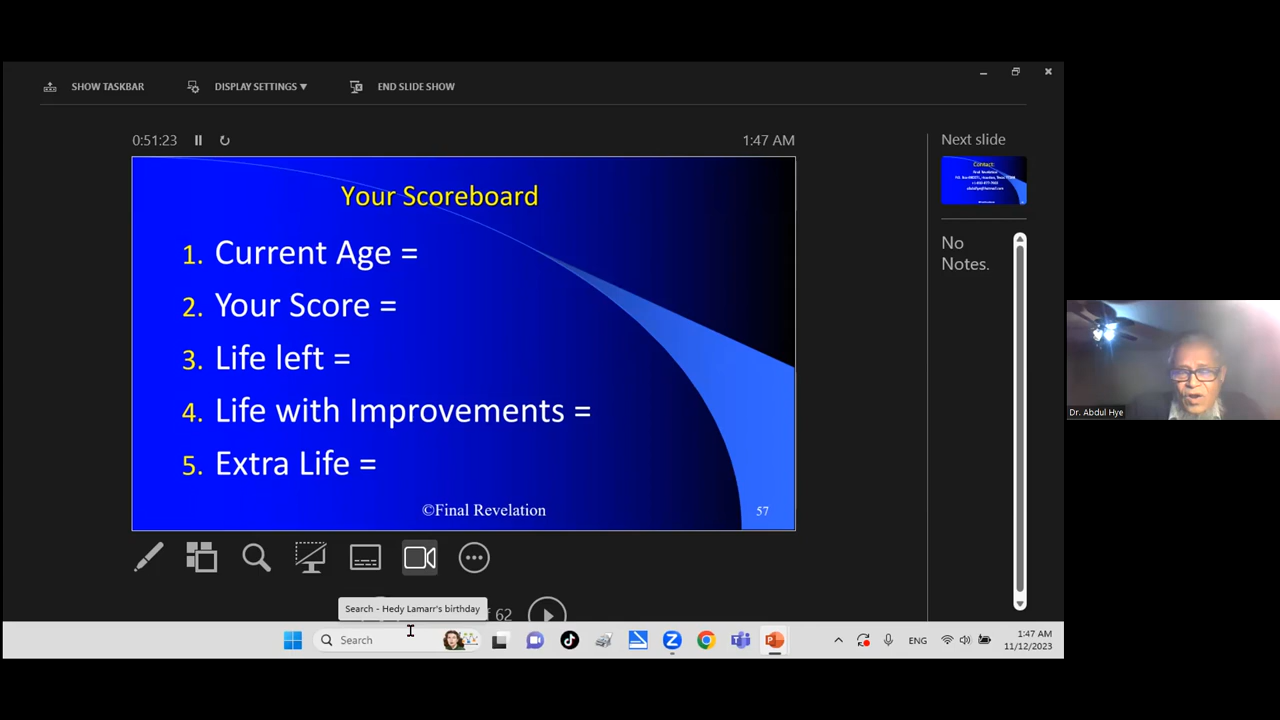 SHOW TASKBAR
DISPLAY SETTINGS ▾
END SLIDE SHOW
0:51:23
1:47 AM
Your Scoreboard
1. Current Age =
2. Your Score =
3. Life left =
4. Life with Improvements =
5. Extra Life =
©Final Revelation
57
Next slide
Contact:
No
Notes.
Dr. Abdul Hye
Search - Hedy Lamarr's birthday
62
Search
ENG
1:47 AM
11/12/2023